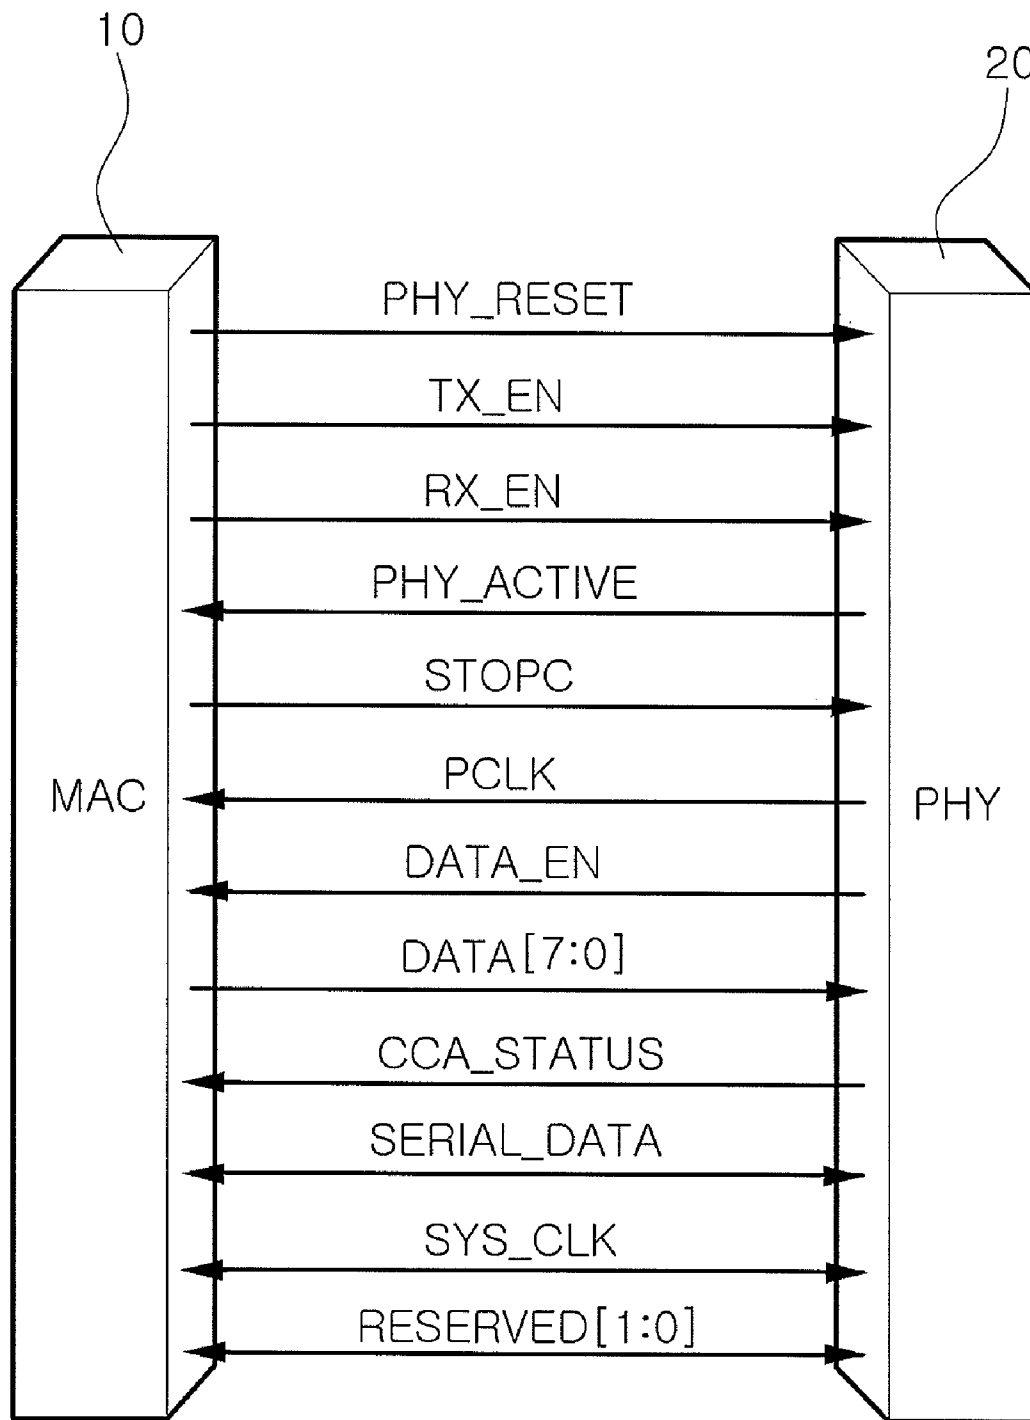 10
20
PHY_RESET
TX_EN
RX_EN
PHY_ACTIVE
STOPC
MAC
PCLK
PHY
DATA_EN
DATA[7:0]
CCA_STATUS
SERIAL_DATA
SYS_CLK
RESERVED[1:0]